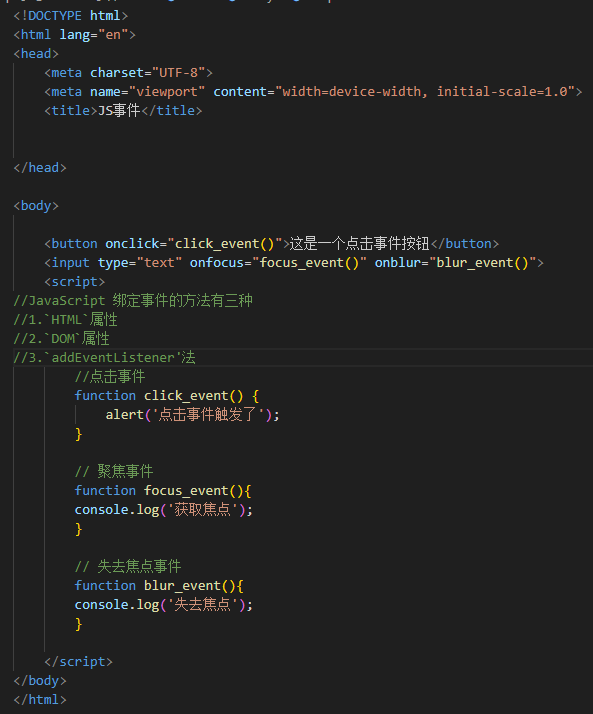 <!DOCTYPE html>
<html lang="en">
<head>
    <meta charset="UTF-8">
    <meta name="viewport" content="width=device-width, initial-scale=1.0">
    <title>JS事件</title>
</head>
<body>
    <button onclick="click_event()">这是一个点击事件按钮</button>
    <input type="text" onfocus="focus_event()" onblur="blur_event()">
    <script>
//JavaScript 绑定事件的方法有三种
//1.`HTML`属性
//2.`DOM`属性
//3.`addEventListener'法
        //点击事件
        function click_event() {
            alert('点击事件触发了');
        }
        // 聚焦事件
        function focus_event(){
        console.log('获取焦点');
        }
        // 失去焦点事件
        function blur_event(){
        console.log('失去焦点');
        }
    </script>
</body>
</html>